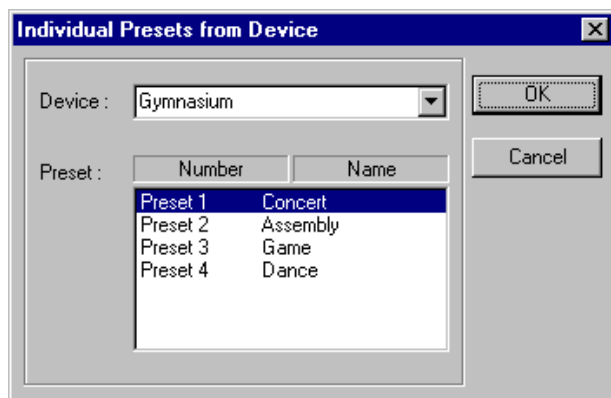 Individual Presets from Device
Device : Gymnasium
OK
Cancel
Preset : Number Name
Preset 1 Concert
Preset 2 Assembly
Preset 3 Game
Preset 4 Dance